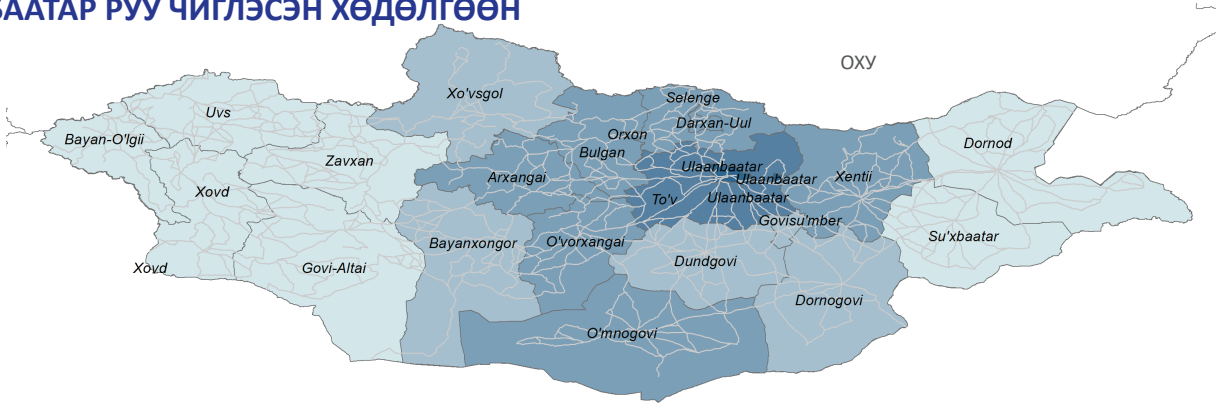 БААТАР РУУ ЧИГЛЭСЭН ХӨДӨЛГӨӨН
ОХУ
Xo'vsgol
Selenge
Uvs
Darxan-Uul
Bayan-O'lgii
Orxon
Dornod
Bulgan
Zavxan
Ulaanbaatar
Arxangai
Xentii
Ulaanbaatar
Xovd
To'v
Ulaanbaatar
Govisu'mber
Su'xbaatar
Bayanxongor
O'vorxangai
Dundgovi
Xovd
Govi-Altai
Dornogovi
O'mnogovi